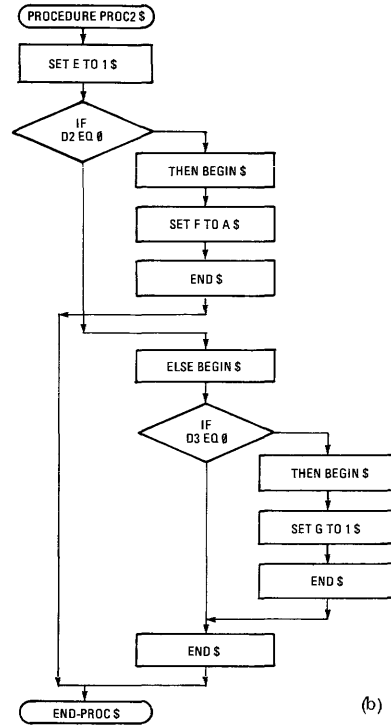 PROCEDURE PROC2 $
SET E TO 1 $
IF
D2 EQ 0
THEN BEGIN $
SET F TO A $
END $
ELSE BEGIN $
IF
D3 EQ 0
THEN BEGIN $
SET G TO 1 $
END $
END $
END-PROC $
(b)